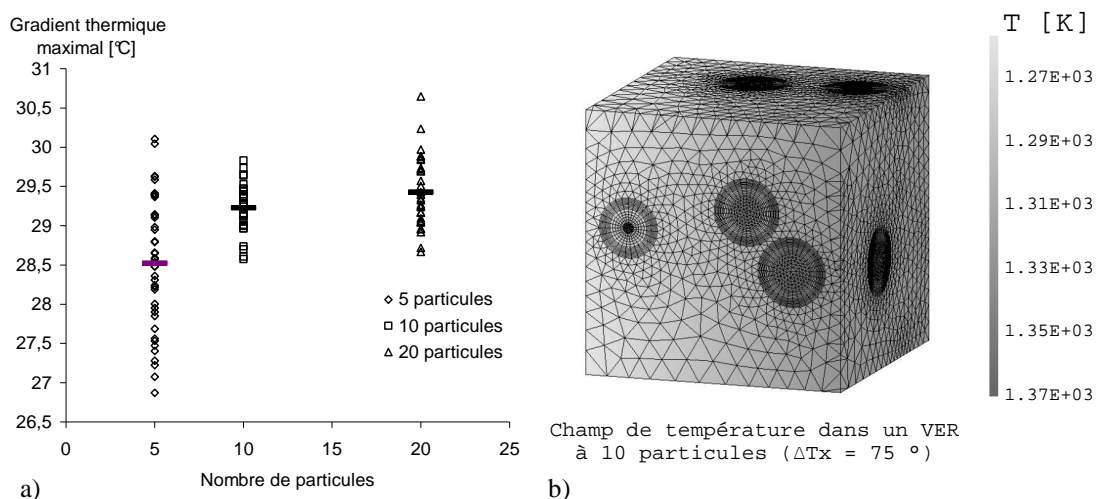 Gradient thermique
maximal [°C]
31
30,5
30
29,5
29
28,5
28
27,5
27
26,5
0
5
10
15
20
25
Nombre de particules
5 particules
10 particules
20 particules
a)
T [K]
1.27E+03
1.29E+03
1.31E+03
1.33E+03
1.35E+03
1.37E+03
Champ de température dans un VER
à 10 particules (ΔTx = 75 º)
b)